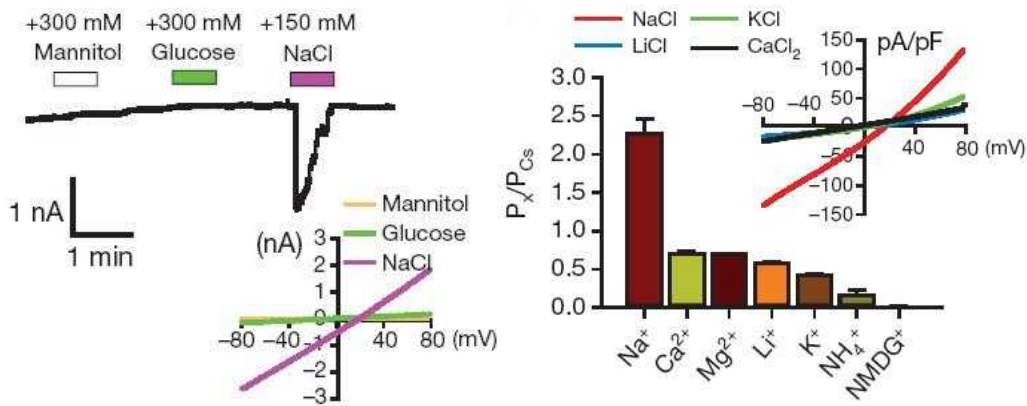 +300 mM +300 mM +150 mM
Mannitol Glucose NaCl
1 nA
1 min
(nA)
Mannitol
Glucose
NaCl
3
2
1
0
−1
−2
−3
−80 −40 40 80 (mV)
NaCl KCl
LiCl CaCl₂
pA/pF
150
100
50
0
−50
−100
−150
−80 −40 40 80 (mV)
Pₓ/P_Cs
3.0
2.5
2.0
1.5
1.0
0.5
0.0
Na⁺ Ca²⁺ Mg²⁺ Li⁺ K⁺ NH₄⁺ NMDG⁺